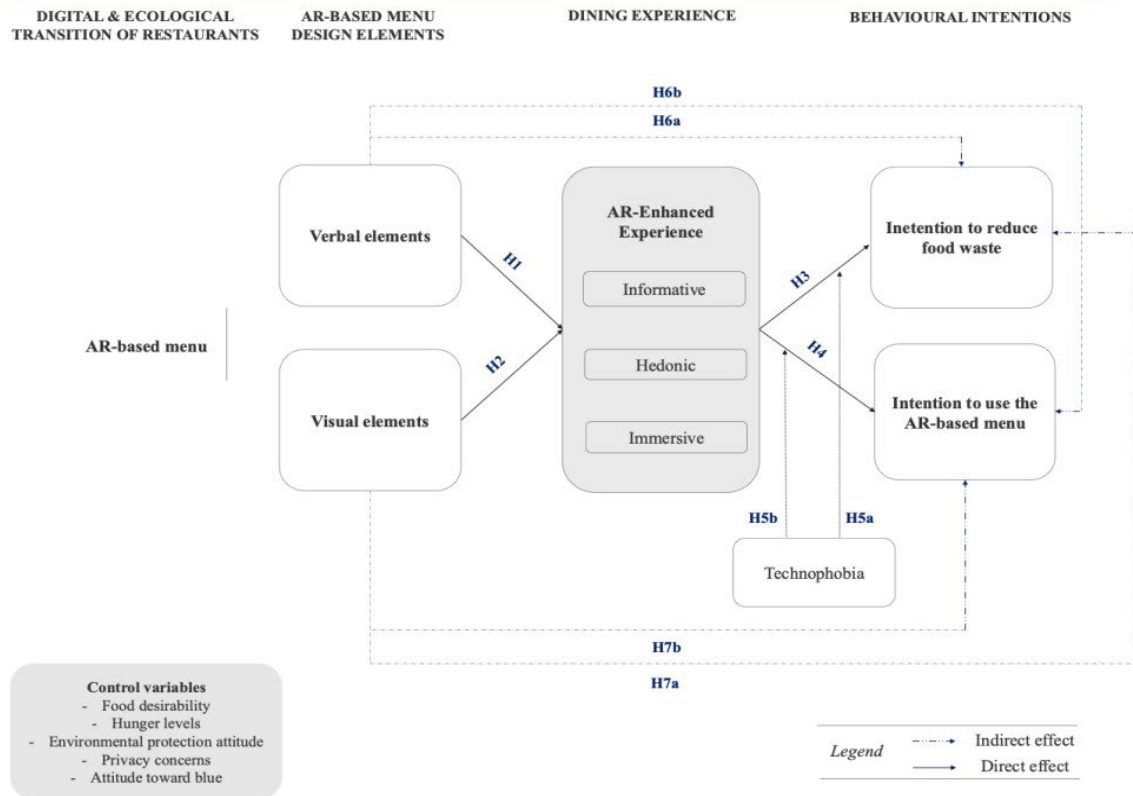 DIGITAL & ECOLOGICAL
TRANSITION OF RESTAURANTS
AR-BASED MENU
DESIGN ELEMENTS
DINING EXPERIENCE
BEHAVIOURAL INTENTIONS
H6b
H6a
Verbal elements
AR-Enhanced
Experience
Inetention to reduce
food waste
H1
H3
Informative
AR-based menu
H2
Hedonic
H4
Visual elements
Immersive
Intention to use the
AR-based menu
H5b
H5a
Technophobia
H7b
H7a
Control variables
- Food desirability
- Hunger levels
- Environmental protection attitude
- Privacy concerns
- Attitude toward blue
Legend
Indirect effect
Direct effect